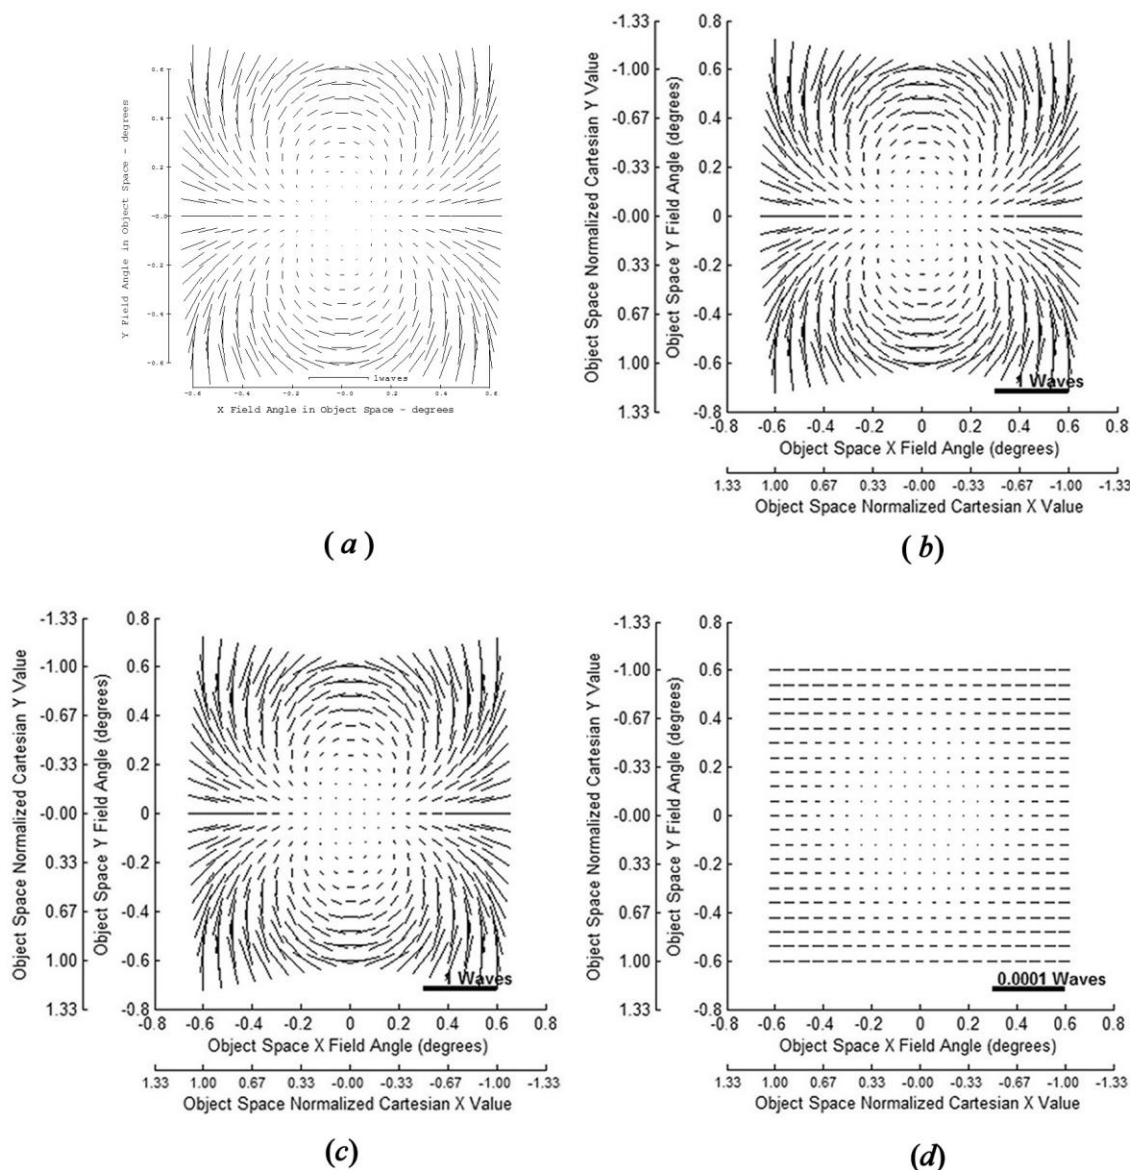 0.6
0.4
0.2
-0.0
-0.2
-0.4
-0.6
Y Field Angle in Object Space - degrees
-0.6 -0.4 -0.2 -0.0 0.2 0.4 0.6
1waves
X Field Angle in Object Space - degrees
(a)
-1.33
-1.00
-0.67
-0.33
-0.00
0.33
0.67
1.00
1.33
Object Space Normalized Cartesian Y Value
0.8
0.6
0.4
0.2
0
-0.2
-0.4
-0.6
-0.8
Object Space Y Field Angle (degrees)
1 Waves
-0.8 -0.6 -0.4 -0.2 0 0.2 0.4 0.6 0.8
Object Space X Field Angle (degrees)
1.33 1.00 0.67 0.33 -0.00 -0.33 -0.67 -1.00 -1.33
Object Space Normalized Cartesian X Value
(b)
-1.33
-1.00
-0.67
-0.33
-0.00
0.33
0.67
1.00
1.33
Object Space Normalized Cartesian Y Value
0.8
0.6
0.4
0.2
0
-0.2
-0.4
-0.6
-0.8
Object Space Y Field Angle (degrees)
1 Waves
-0.8 -0.6 -0.4 -0.2 0 0.2 0.4 0.6 0.8
Object Space X Field Angle (degrees)
1.33 1.00 0.67 0.33 -0.00 -0.33 -0.67 -1.00 -1.33
Object Space Normalized Cartesian X Value
(c)
-1.33
-1.00
-0.67
-0.33
-0.00
0.33
0.67
1.00
1.33
Object Space Normalized Cartesian Y Value
0.8
0.6
0.4
0.2
0
-0.2
-0.4
-0.6
-0.8
Object Space Y Field Angle (degrees)
0.0001 Waves
-0.8 -0.6 -0.4 -0.2 0 0.2 0.4 0.6 0.8
Object Space X Field Angle (degrees)
1.33 1.00 0.67 0.33 -0.00 -0.33 -0.67 -1.00 -1.33
Object Space Normalized Cartesian X Value
(d)